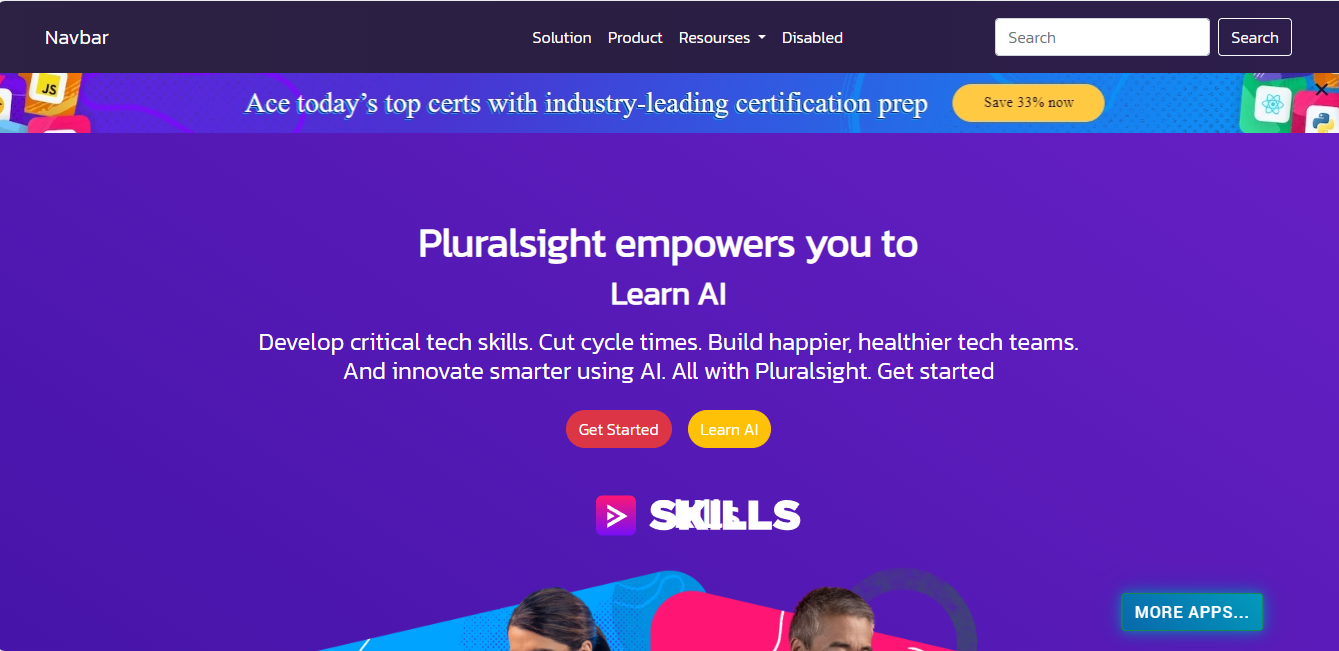 Navbar
Solution Product Resourses Disabled
Search
Search
JS
Ace today's top certs with industry-leading certification prep
Save 33% now
Pluralsight empowers you to
Learn AI
Develop critical tech skills. Cut cycle times. Build happier, healthier tech teams.
And innovate smarter using AI. All with Pluralsight. Get started
Get Started
Learn AI
SKILLS
MORE APPS...